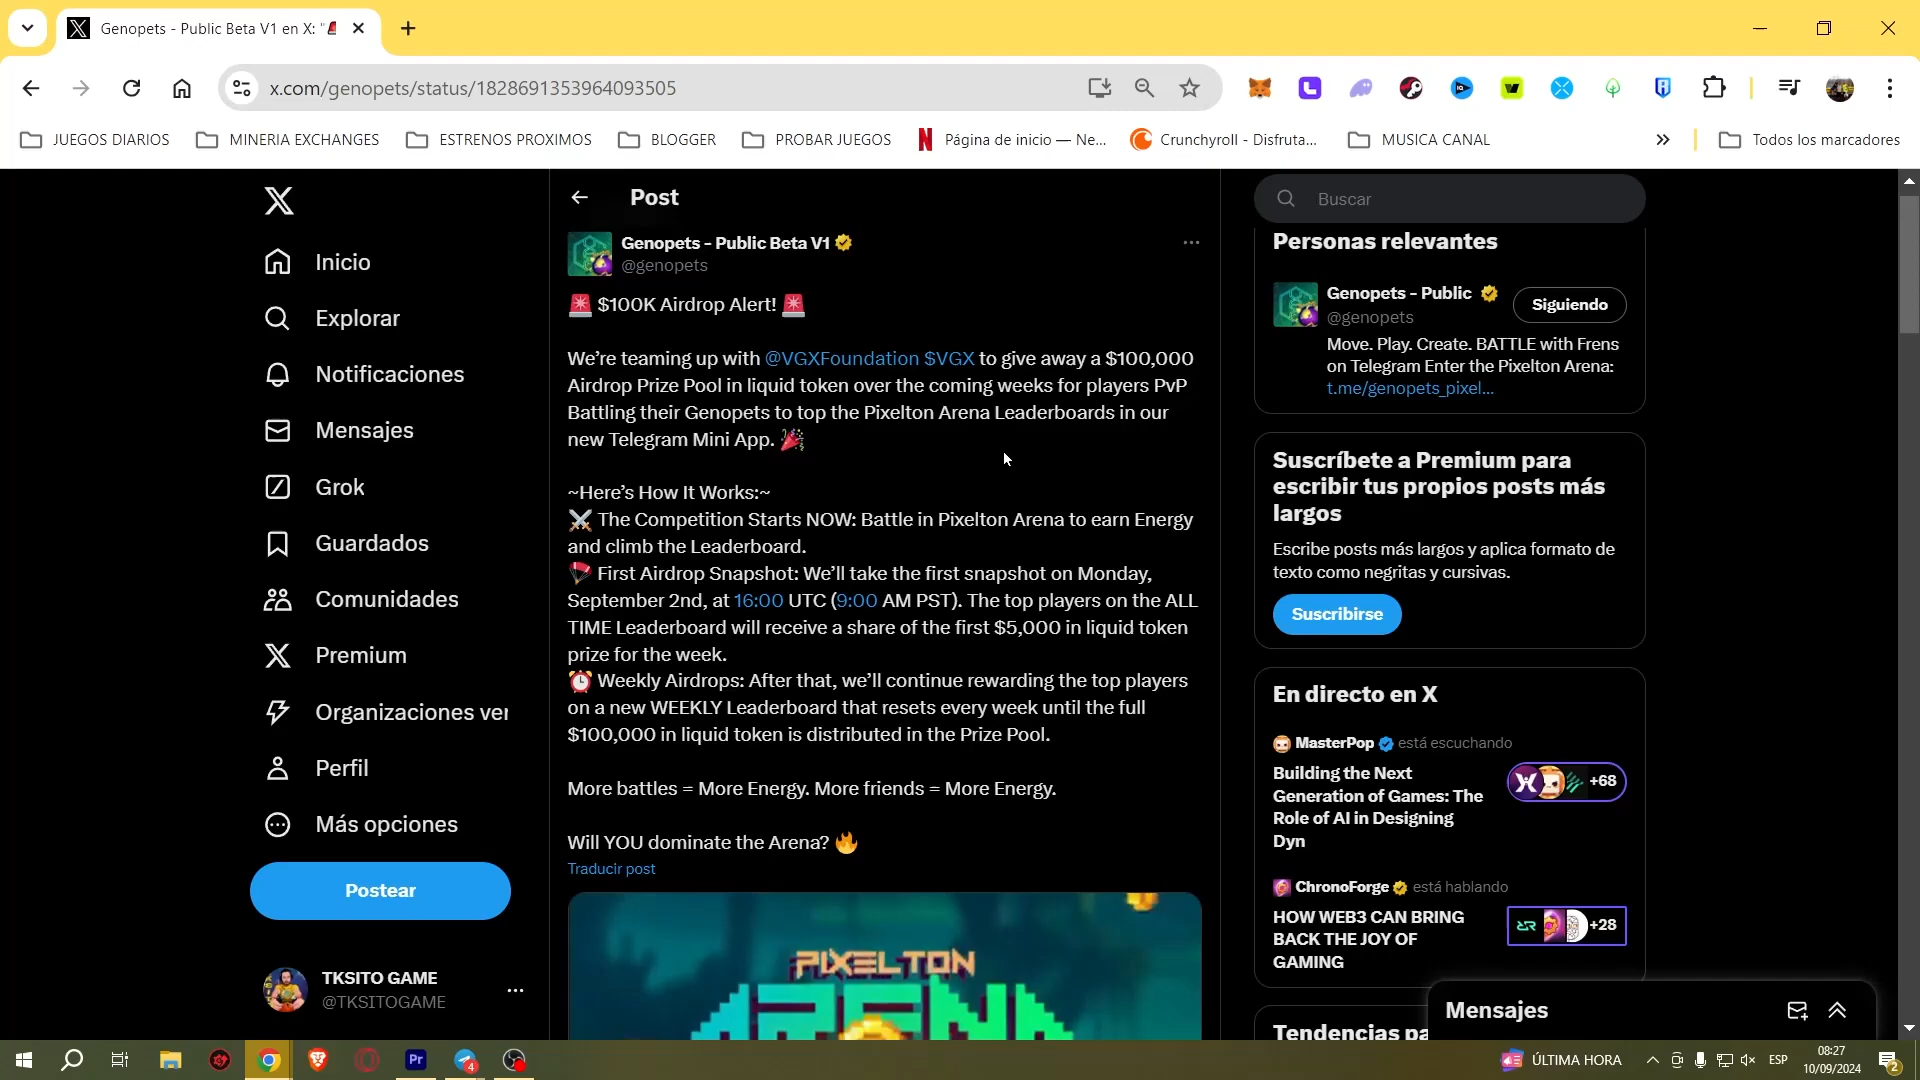 Genopets - Public Beta V1 en X: "
x.com/genopets/status/1828691353964093505
JUEGOS DIARIOS
MINERIA EXCHANGES
ESTRENOS PROXIMOS
BLOGGER
PROBAR JUEGOS
Página de inicio — Ne...
Crunchyroll - Disfruta...
MUSICA CANAL
Todos los marcadores
Inicio
Explorar
Notificaciones
Mensajes
Grok
Guardados
Comunidades
Premium
Organizaciones ver
Perfil
Más opciones
Postear
TKSITO GAME
@TKSITOGAME
Post
Genopets - Public Beta V1
@genopets
🚨 $100K Airdrop Alert! 🚨
We’re teaming up with @VGXFoundation $VGX to give away a $100,000
Airdrop Prize Pool in liquid token over the coming weeks for players PvP
Battling their Genopets to top the Pixelton Arena Leaderboards in our
new Telegram Mini App. 🎉
~Here’s How It Works:~
⚔️ The Competition Starts NOW: Battle in Pixelton Arena to earn Energy
and climb the Leaderboard.
🪂 First Airdrop Snapshot: We’ll take the first snapshot on Monday,
September 2nd, at 16:00 UTC (9:00 AM PST). The top players on the ALL
TIME Leaderboard will receive a share of the first $5,000 in liquid token
prize for the week.
⏰ Weekly Airdrops: After that, we’ll continue rewarding the top players
on a new WEEKLY Leaderboard that resets every week until the full
$100,000 in liquid token is distributed in the Prize Pool.
More battles = More Energy. More friends = More Energy.
Will YOU dominate the Arena? 🔥
Traducir post
PIXELTON
ARENA
Buscar
Personas relevantes
Genopets - Public
@genopets
Siguiendo
Move. Play. Create. BATTLE with Frens
on Telegram Enter the Pixelton Arena:
t.me/genopets_pixel...
Suscríbete a Premium para
escribir tus propios posts más
largos
Escribe posts más largos y aplica formato de
texto como negritas y cursivas.
Suscribirse
En directo en X
MasterPop está escuchando
Building the Next
Generation of Games: The
Role of AI in Designing
Dyn
+68
ChronoForge está hablando
HOW WEB3 CAN BRING
BACK THE JOY OF
GAMING
+28
Tendencias pa
Mensajes
Pr
4
ÚLTIMA HORA
ESP
08:27
10/09/2024
2